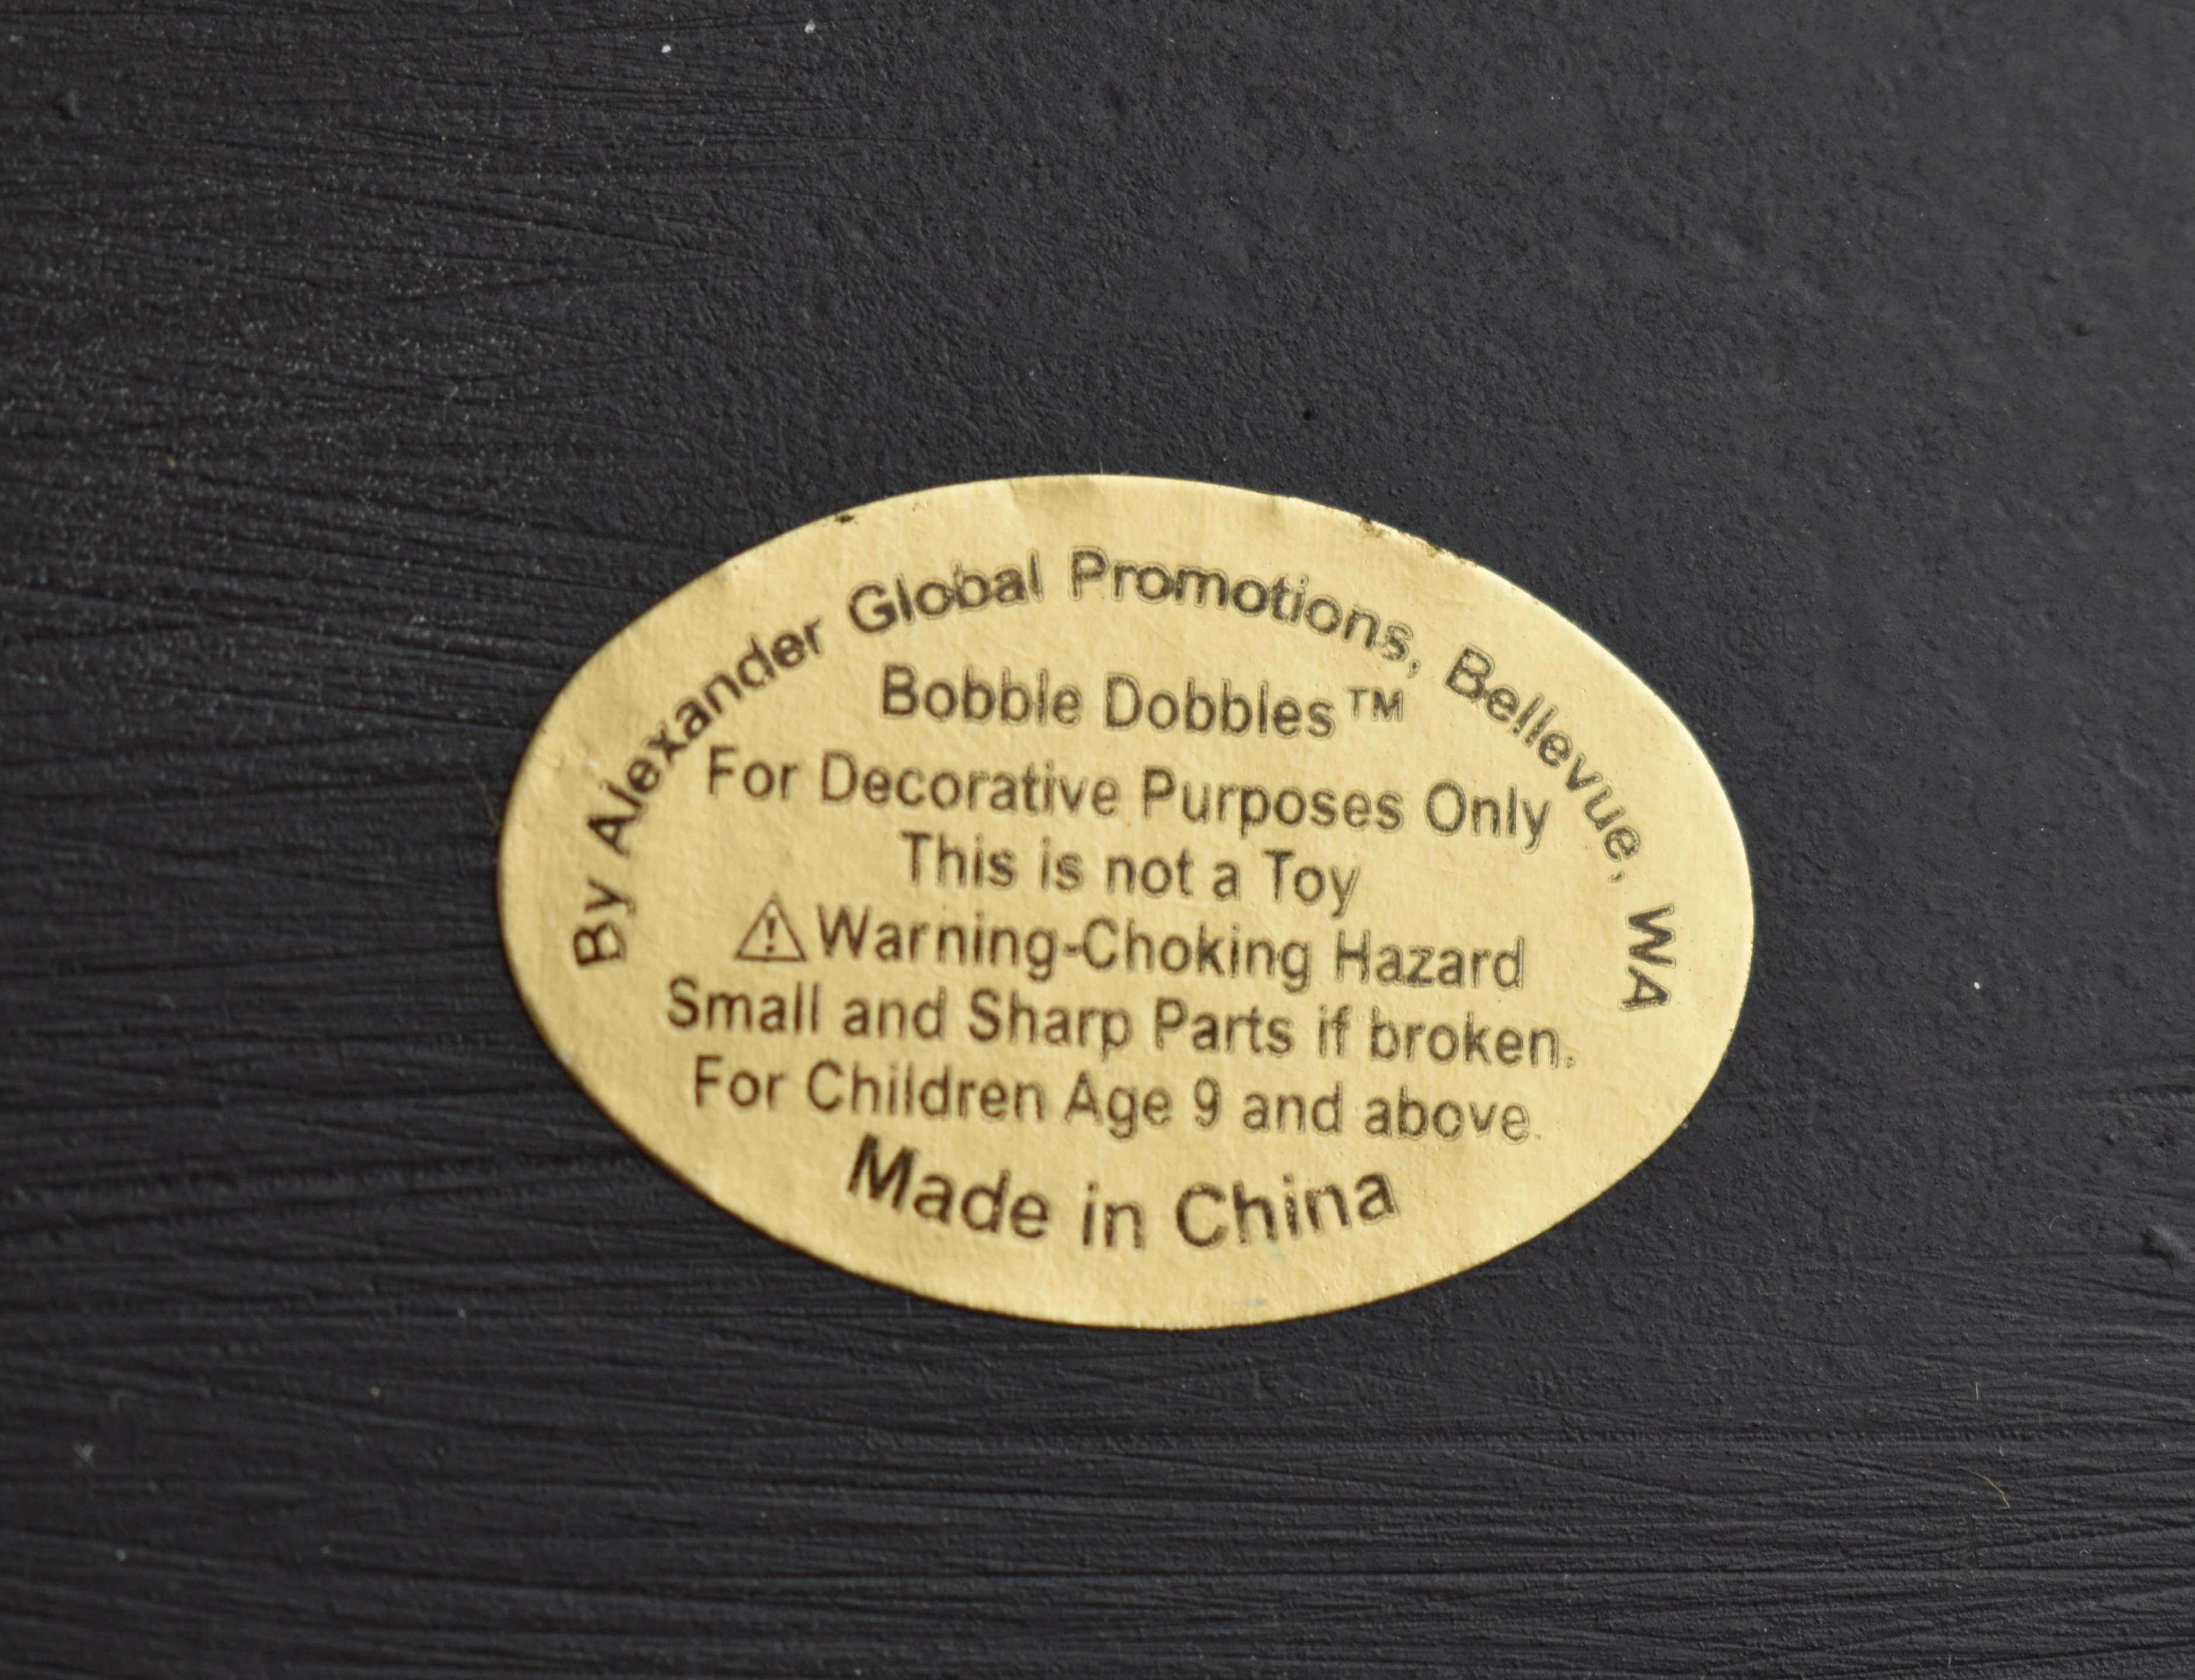 By Alexander Global Promotions, Bellevue, WA
Bobble Dobbles™
For Decorative Purposes Only
This is not a Toy
⚠Warning-Choking Hazard
Small and Sharp Parts if broken.
For Children Age 9 and above.
Made in China